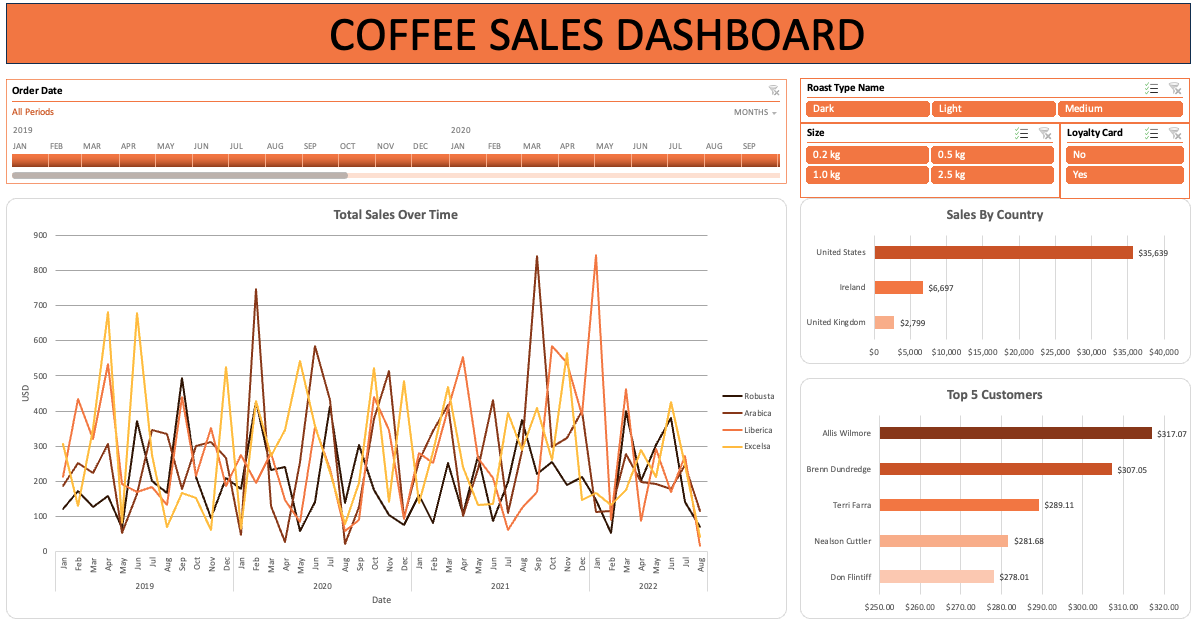 COFFEE SALES DASHBOARD
Order Date
All Periods
MONTHS
2019 2020
JAN FEB MAR APR MAY JUN JUL AUG SEP OCT NOV DEC JAN FEB MAR APR MAY JUN JUL AUG SEP
Roast Type Name
Dark Light Medium
Size
0.2 kg 0.5 kg
1.0 kg 2.5 kg
Loyalty Card
No
Yes
Total Sales Over Time
900
800
700
600
500
400
300
200
100
0
USD
Jan Feb Mar Apr May Jun Jul Aug Sep Oct Nov Dec Jan Feb Mar Apr May Jun Jul Aug Sep Oct Nov Dec Jan Feb Mar Apr May Jun Jul Aug Sep Oct Nov Dec Jan Feb Mar Apr May Jun Jul Aug
2019 2020 2021 2022
Date
Robusta
Arabica
Liberica
Excelsa
Sales By Country
United States $35,639
Ireland $6,697
United Kingdom $2,799
$0 $5,000 $10,000 $15,000 $20,000 $25,000 $30,000 $35,000 $40,000
Top 5 Customers
Allis Wilmore $317.07
Brenn Dundredge $307.05
Terri Farra $289.11
Nealson Cuttler $281.68
Don Flintiff $278.01
$250.00 $260.00 $270.00 $280.00 $290.00 $300.00 $310.00 $320.00